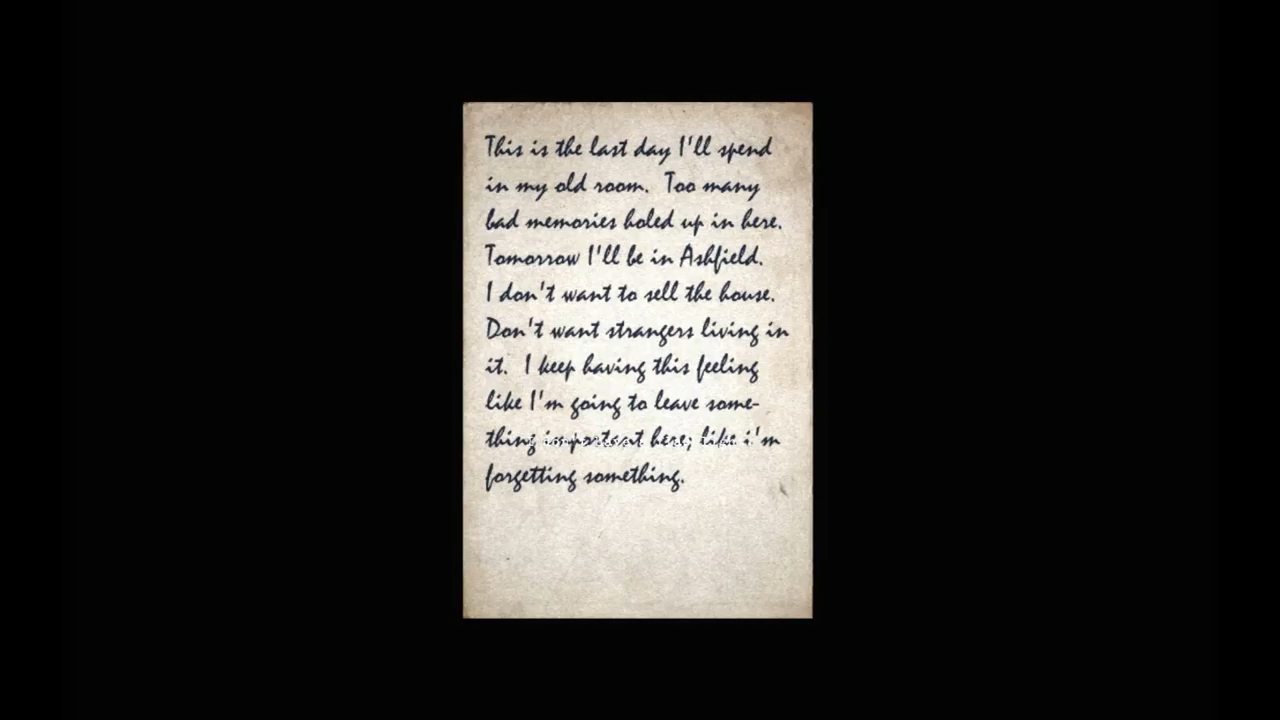 This is the last day I'll spend
in my old room. Too many
bad memories holed up in here.
Tomorrow I'll be in Ashfield.
I don't want to sell the house.
Don't want strangers living in
it. I keep having this feeling
like I'm going to leave some-
thing important here, like i'm
forgetting something.